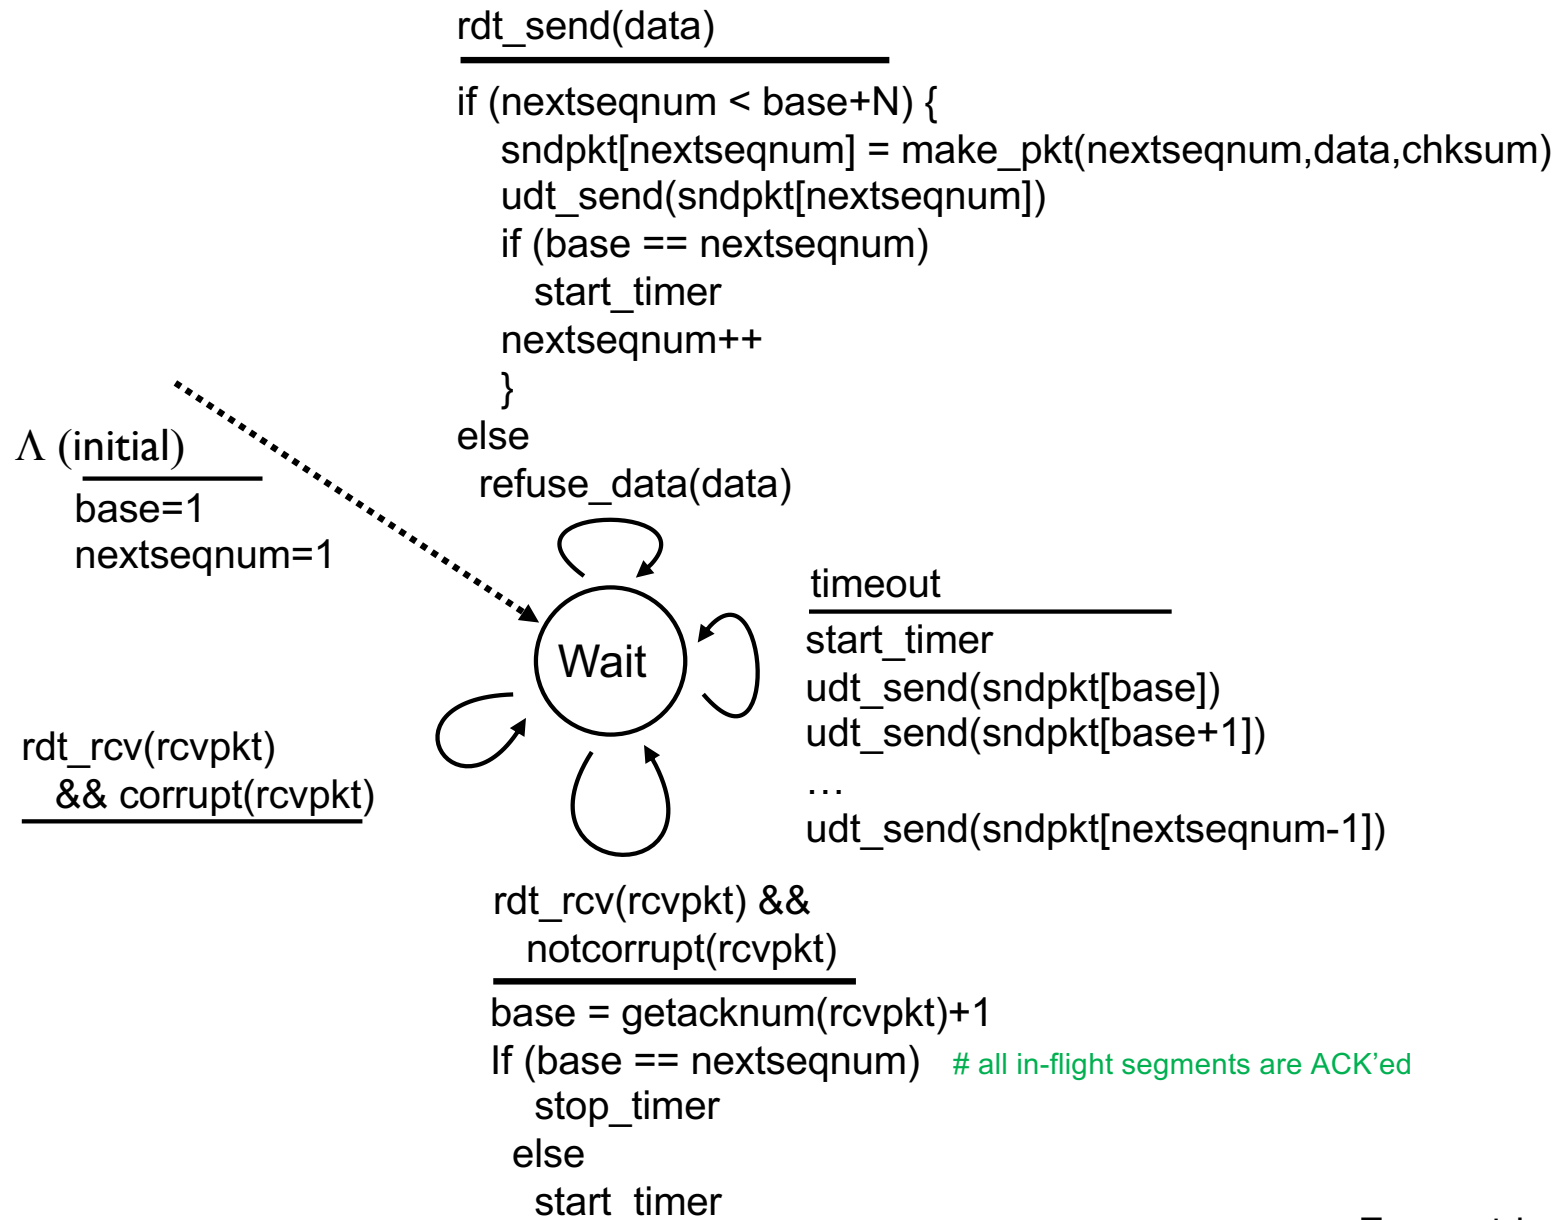 rdt_send(data)
if (nextseqnum < base+N) {
sndpkt[nextseqnum] = make_pkt(nextseqnum,data,chksum)
udt_send(sndpkt[nextseqnum])
if (base == nextseqnum)
start_timer
nextseqnum++
}
else
refuse_data(data)
Λ (initial)
base=1
nextseqnum=1
Wait
timeout
start_timer
udt_send(sndpkt[base])
udt_send(sndpkt[base+1])
…
udt_send(sndpkt[nextseqnum-1])
rdt_rcv(rcvpkt)
&& corrupt(rcvpkt)
rdt_rcv(rcvpkt) &&
notcorrupt(rcvpkt)
base = getacknum(rcvpkt)+1
If (base == nextseqnum) # all in-flight segments are ACK’ed
stop_timer
else
start_timer